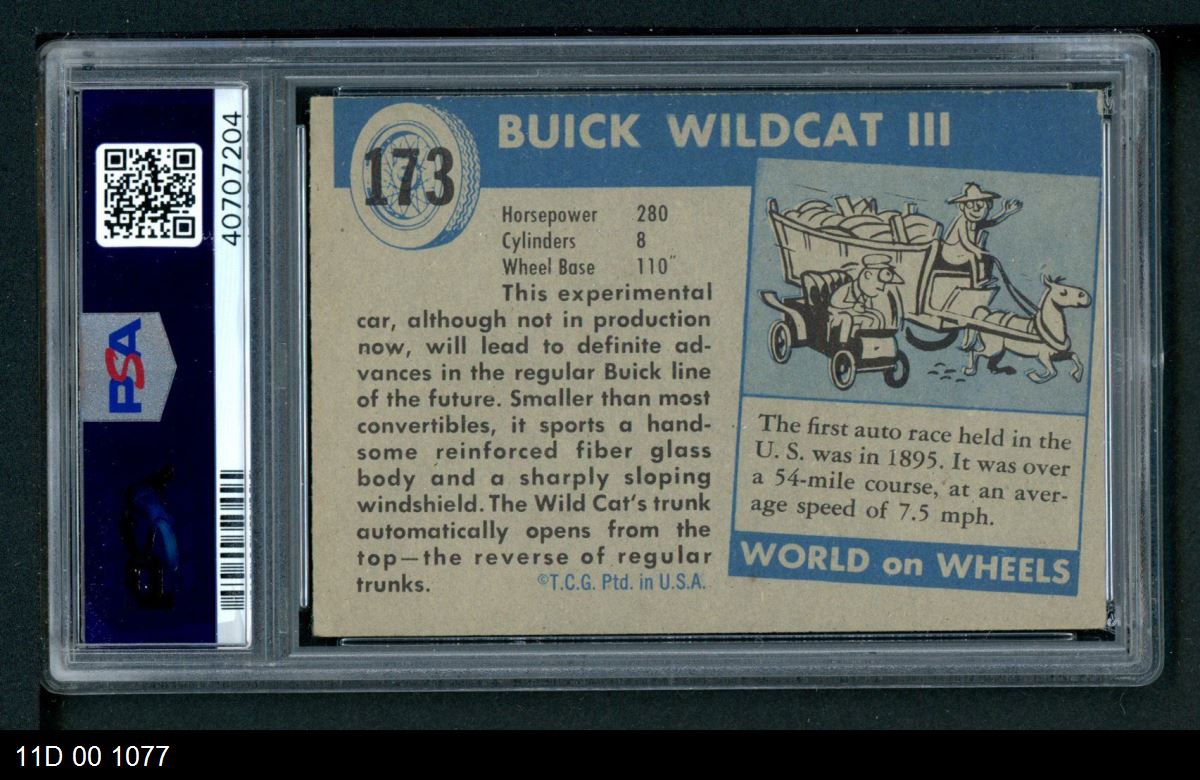 40707204
PSA
173
BUICK WILDCAT III
Horsepower 280
Cylinders 8
Wheel Base 110"
This experimental
car, although not in production
now, will lead to definite ad-
vances in the regular Buick line
of the future. Smaller than most
convertibles, it sports a hand-
some reinforced fiber glass
body and a sharply sloping
windshield. The Wild Cat's trunk
automatically opens from the
top—the reverse of regular
trunks.
©T.C.G. Ptd. in U.S.A.
The first auto race held in the
U. S. was in 1895. It was over
a 54-mile course, at an aver-
age speed of 7.5 mph.
WORLD on WHEELS
11D 00 1077